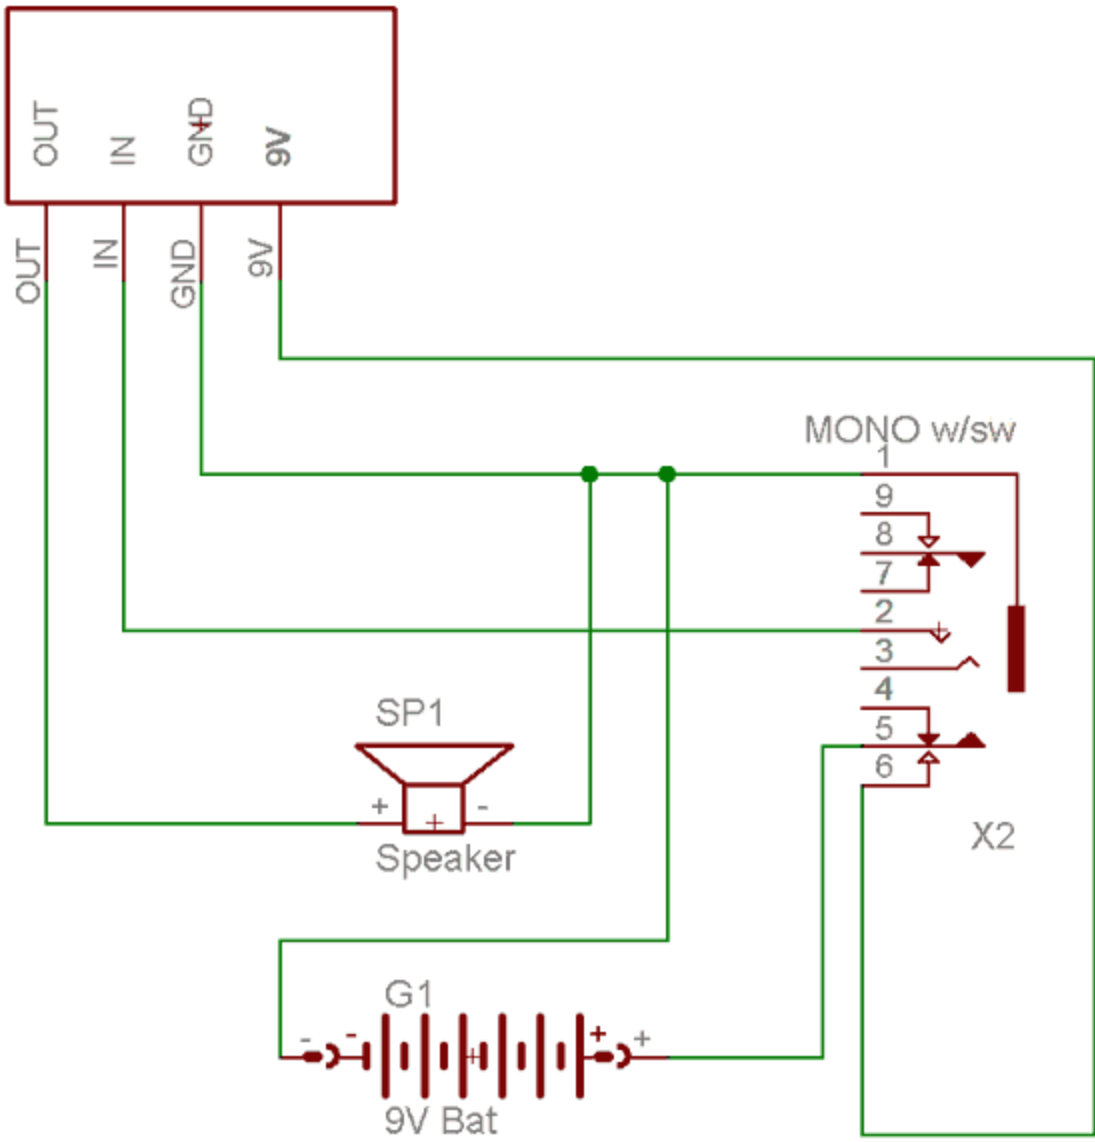 OUT
IN
GND
9V
OUT
IN
GND
9V
MONO w/sw
1
9
8
7
2
3
4
5
6
X2
SP1
+ -
Speaker
G1
- - + +
9V Bat